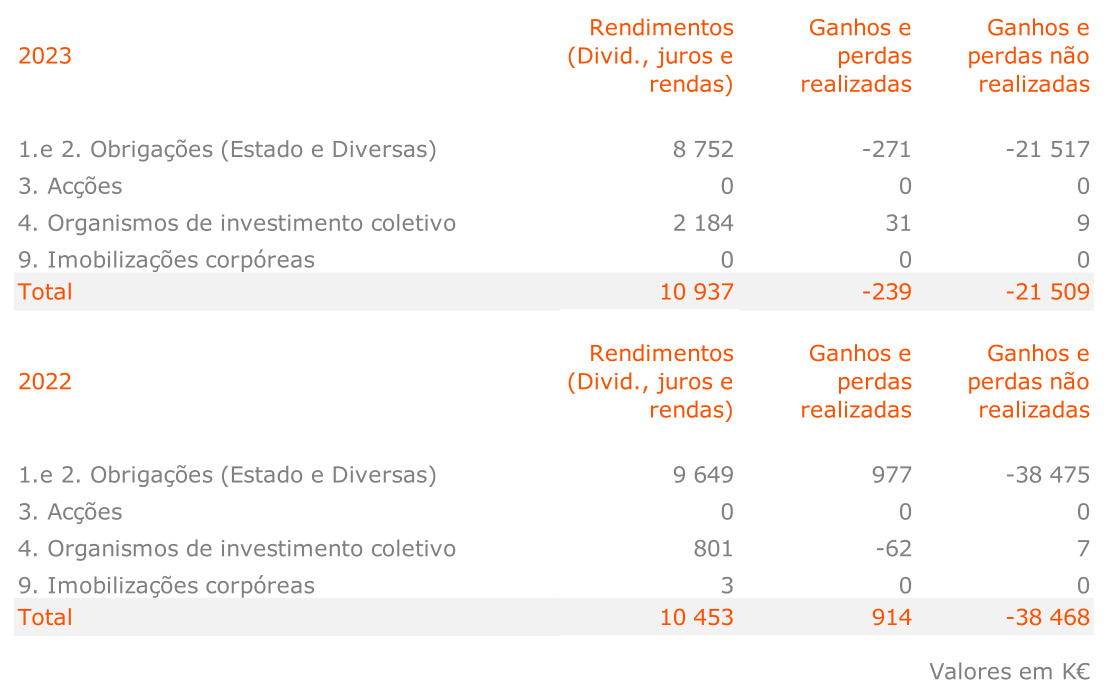 2023 Rendimentos (Divid., juros e rendas) Ganhos e perdas realizadas Ganhos e perdas não realizadas
1.e 2. Obrigações (Estado e Diversas) 8 752 -271 -21 517
3. Acções 0 0 0
4. Organismos de investimento coletivo 2 184 31 9
9. Imobilizações corpóreas 0 0 0
Total 10 937 -239 -21 509
2022 Rendimentos (Divid., juros e rendas) Ganhos e perdas realizadas Ganhos e perdas não realizadas
1.e 2. Obrigações (Estado e Diversas) 9 649 977 -38 475
3. Acções 0 0 0
4. Organismos de investimento coletivo 801 -62 7
9. Imobilizações corpóreas 3 0 0
Total 10 453 914 -38 468
Valores em K€